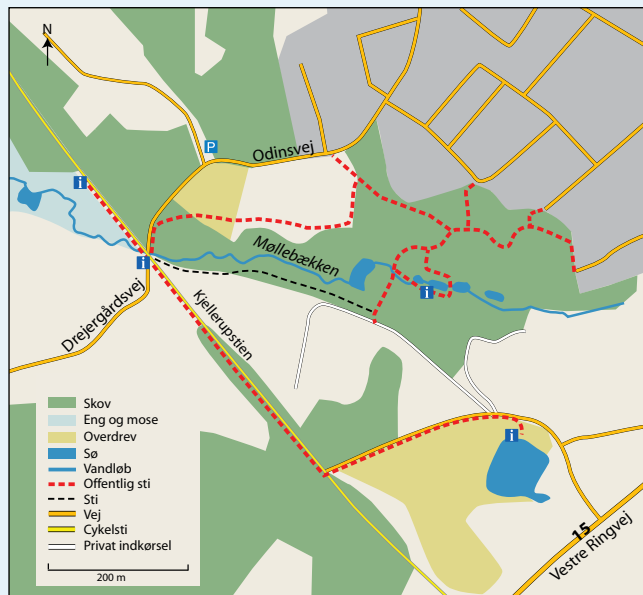 N
P
Odinsvej
i
Møllebækken
i
i
Drejergårdsvej
Kjellerupstien
i
15
Vestre Ringvej
Skov
Eng og mose
Overdrev
Sø
Vandløb
Offentlig sti
Sti
Vej
Cykelsti
Privat indkørsel
200 m